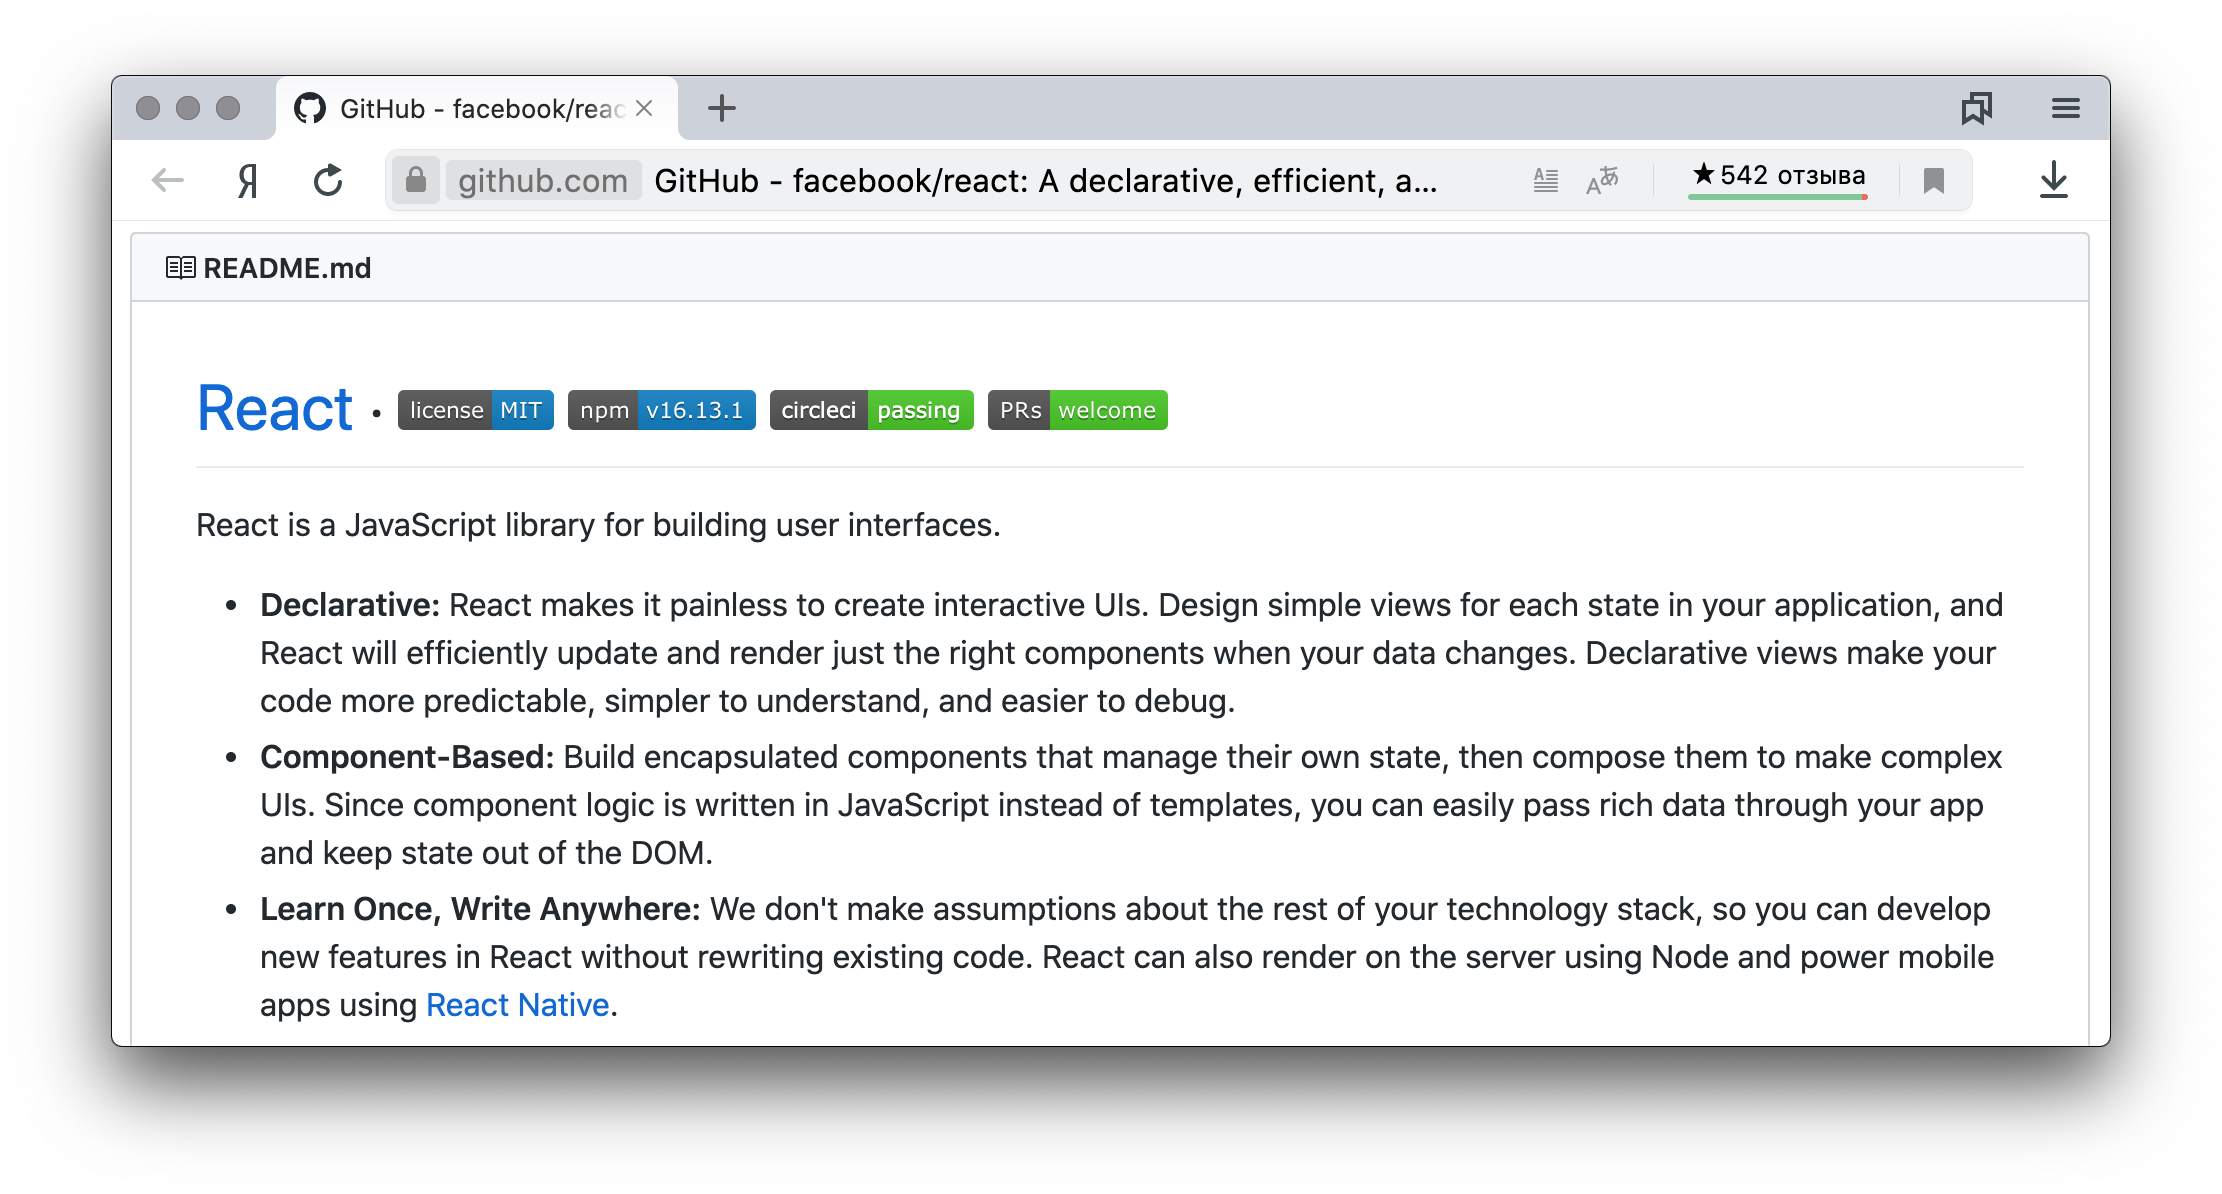 GitHub - facebook/reac
Я github.com GitHub - facebook/react: A declarative, efficient, a... ★ 542 отзыва
README.md
React • license MIT npm v16.13.1 circleci passing PRs welcome
React is a JavaScript library for building user interfaces.
• Declarative: React makes it painless to create interactive UIs. Design simple views for each state in your application, and
React will efficiently update and render just the right components when your data changes. Declarative views make your
code more predictable, simpler to understand, and easier to debug.
• Component-Based: Build encapsulated components that manage their own state, then compose them to make complex
UIs. Since component logic is written in JavaScript instead of templates, you can easily pass rich data through your app
and keep state out of the DOM.
• Learn Once, Write Anywhere: We don't make assumptions about the rest of your technology stack, so you can develop
new features in React without rewriting existing code. React can also render on the server using Node and power mobile
apps using React Native.